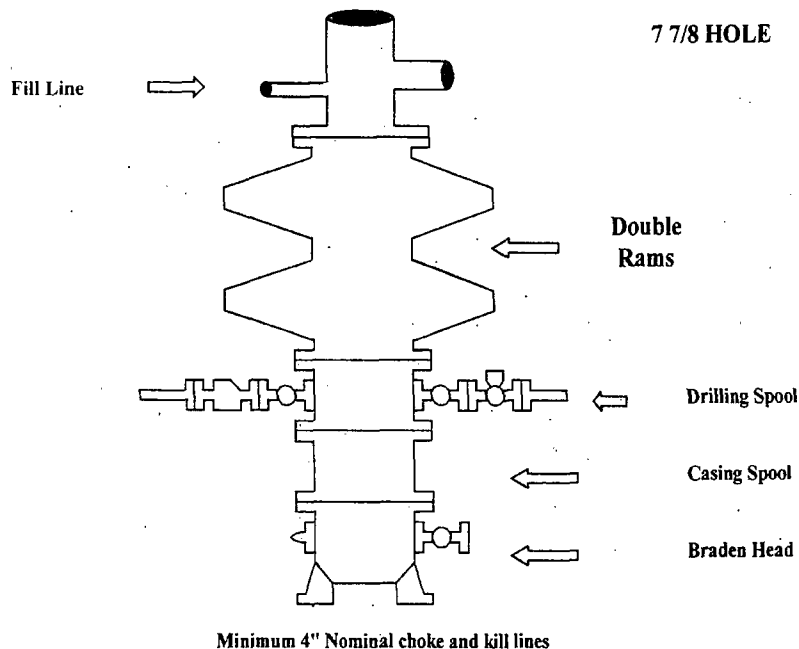 7 7/8 HOLE
Fill Line
Double
Rams
Drilling Spool
Casing Spool
Braden Head
Minimum 4" Nominal choke and kill lines